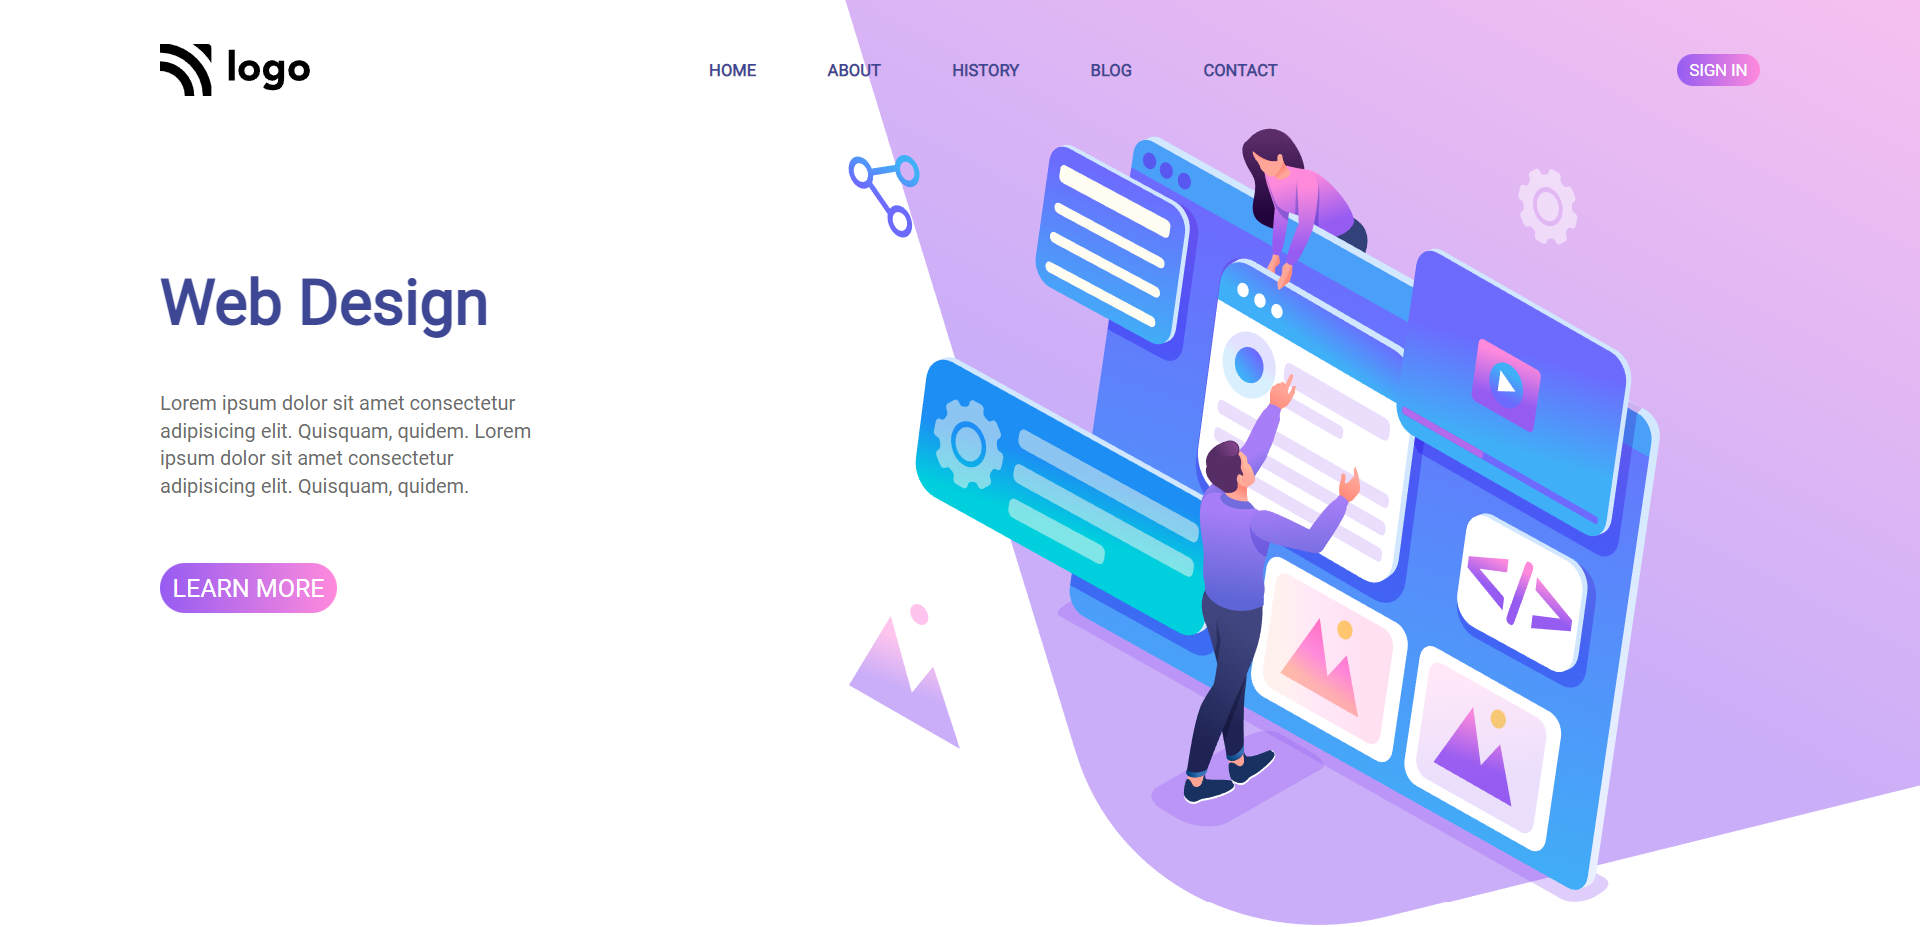 logo
HOME ABOUT HISTORY BLOG CONTACT
SIGN IN
Web Design
Lorem ipsum dolor sit amet consectetur
adipisicing elit. Quisquam, quidem. Lorem
ipsum dolor sit amet consectetur
adipisicing elit. Quisquam, quidem.
LEARN MORE
</>